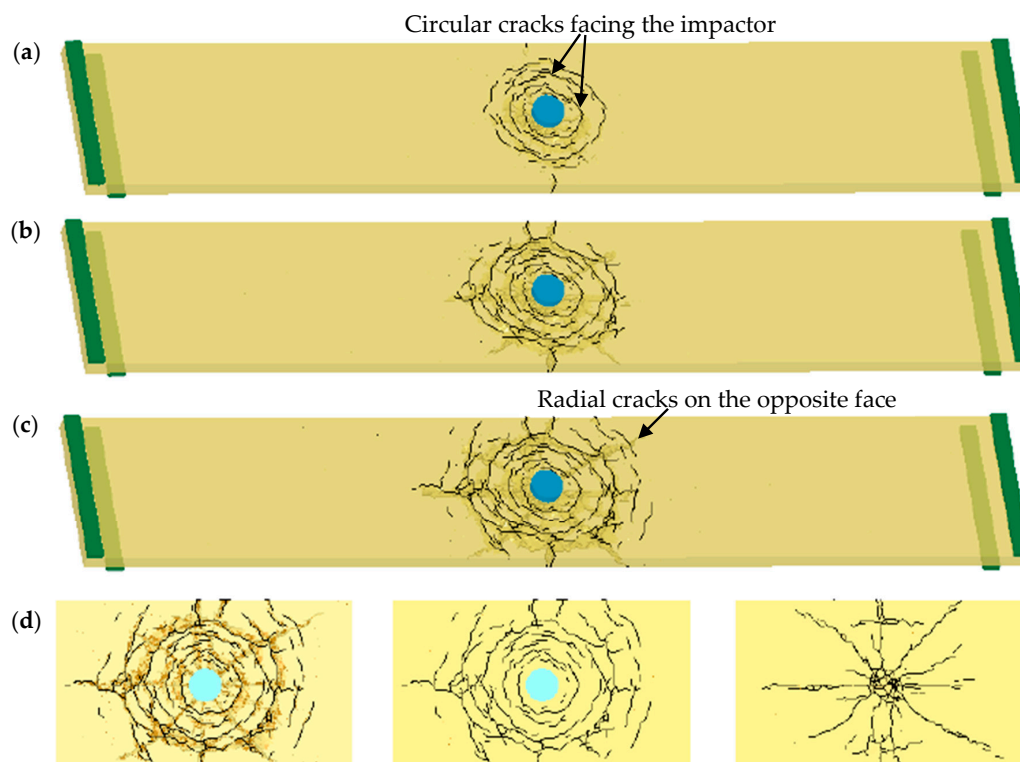 Circular cracks facing the impactor
(a)
(b)
Radial cracks on the opposite face
(c)
(d)